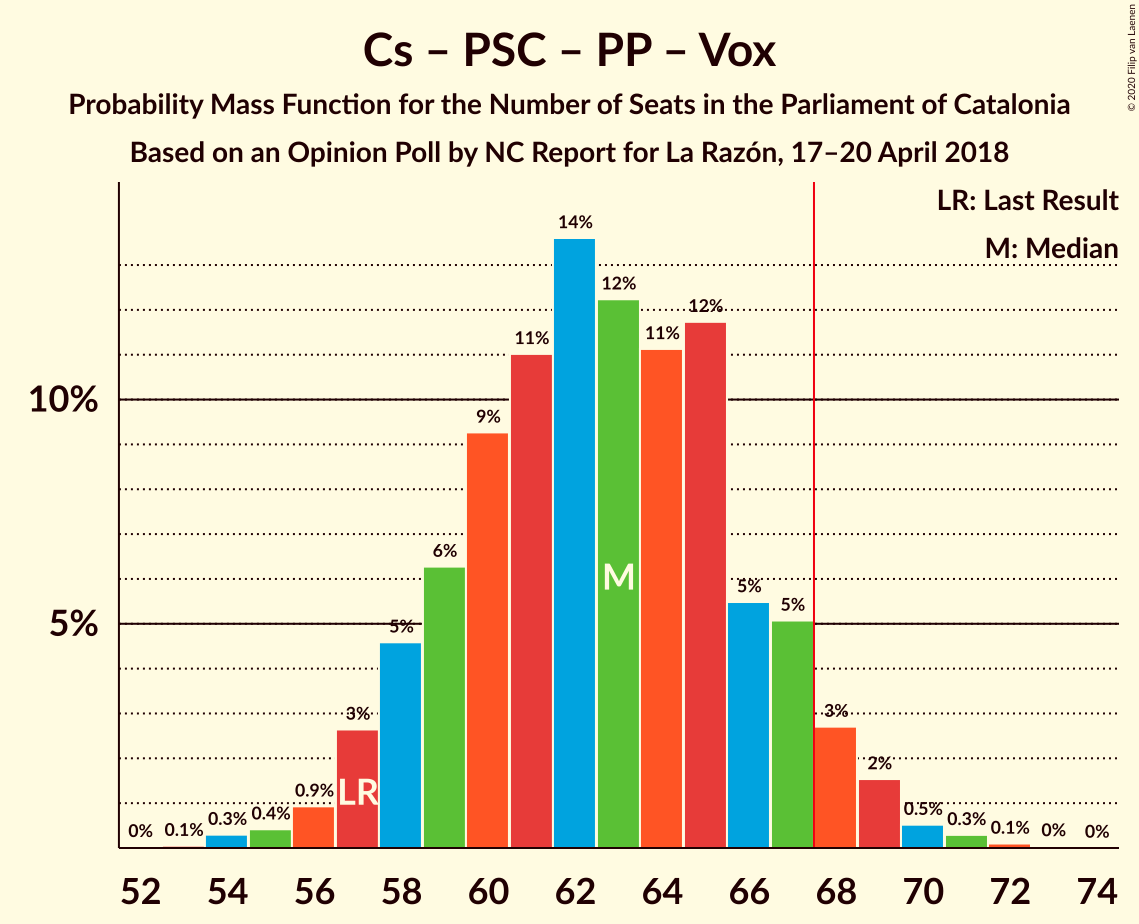 Cs – PSC – PP – Vox
Probability Mass Function for the Number of Seats in the Parliament of Catalonia
Based on an Opinion Poll by NC Report for La Razón, 17–20 April 2018
© 2020 Filip van Laenen
LR: Last Result
M: Median
10%
5%
0%
0.1%
0.3%
0.4%
0.9%
3%
5%
6%
9%
11%
14%
12%
11%
12%
5%
5%
3%
2%
0.5%
0.3%
0.1%
0%
0%
LR
M
52 54 56 58 60 62 64 66 68 70 72 74